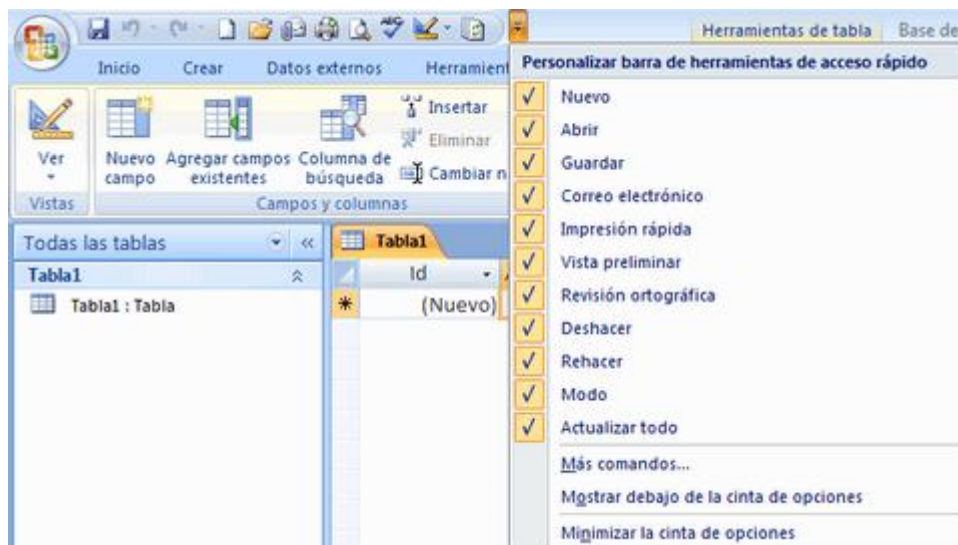 Herramientas de tabla Base de
Inicio Crear Datos externos Herramient
Personalizar barra de herramientas de acceso rápido
Ver
Nuevo campo
Agregar campos existentes
Columna de búsqueda
Insertar
Eliminar
Cambiar n
Vistas
Campos y columnas
Todas las tablas
Tabla1
Tabla1 : Tabla
Tabla1
Id
(Nuevo)
Nuevo
Abrir
Guardar
Correo electrónico
Impresión rápida
Vista preliminar
Revisión ortográfica
Deshacer
Rehacer
Modo
Actualizar todo
Más comandos...
Mostrar debajo de la cinta de opciones
Minimizar la cinta de opciones